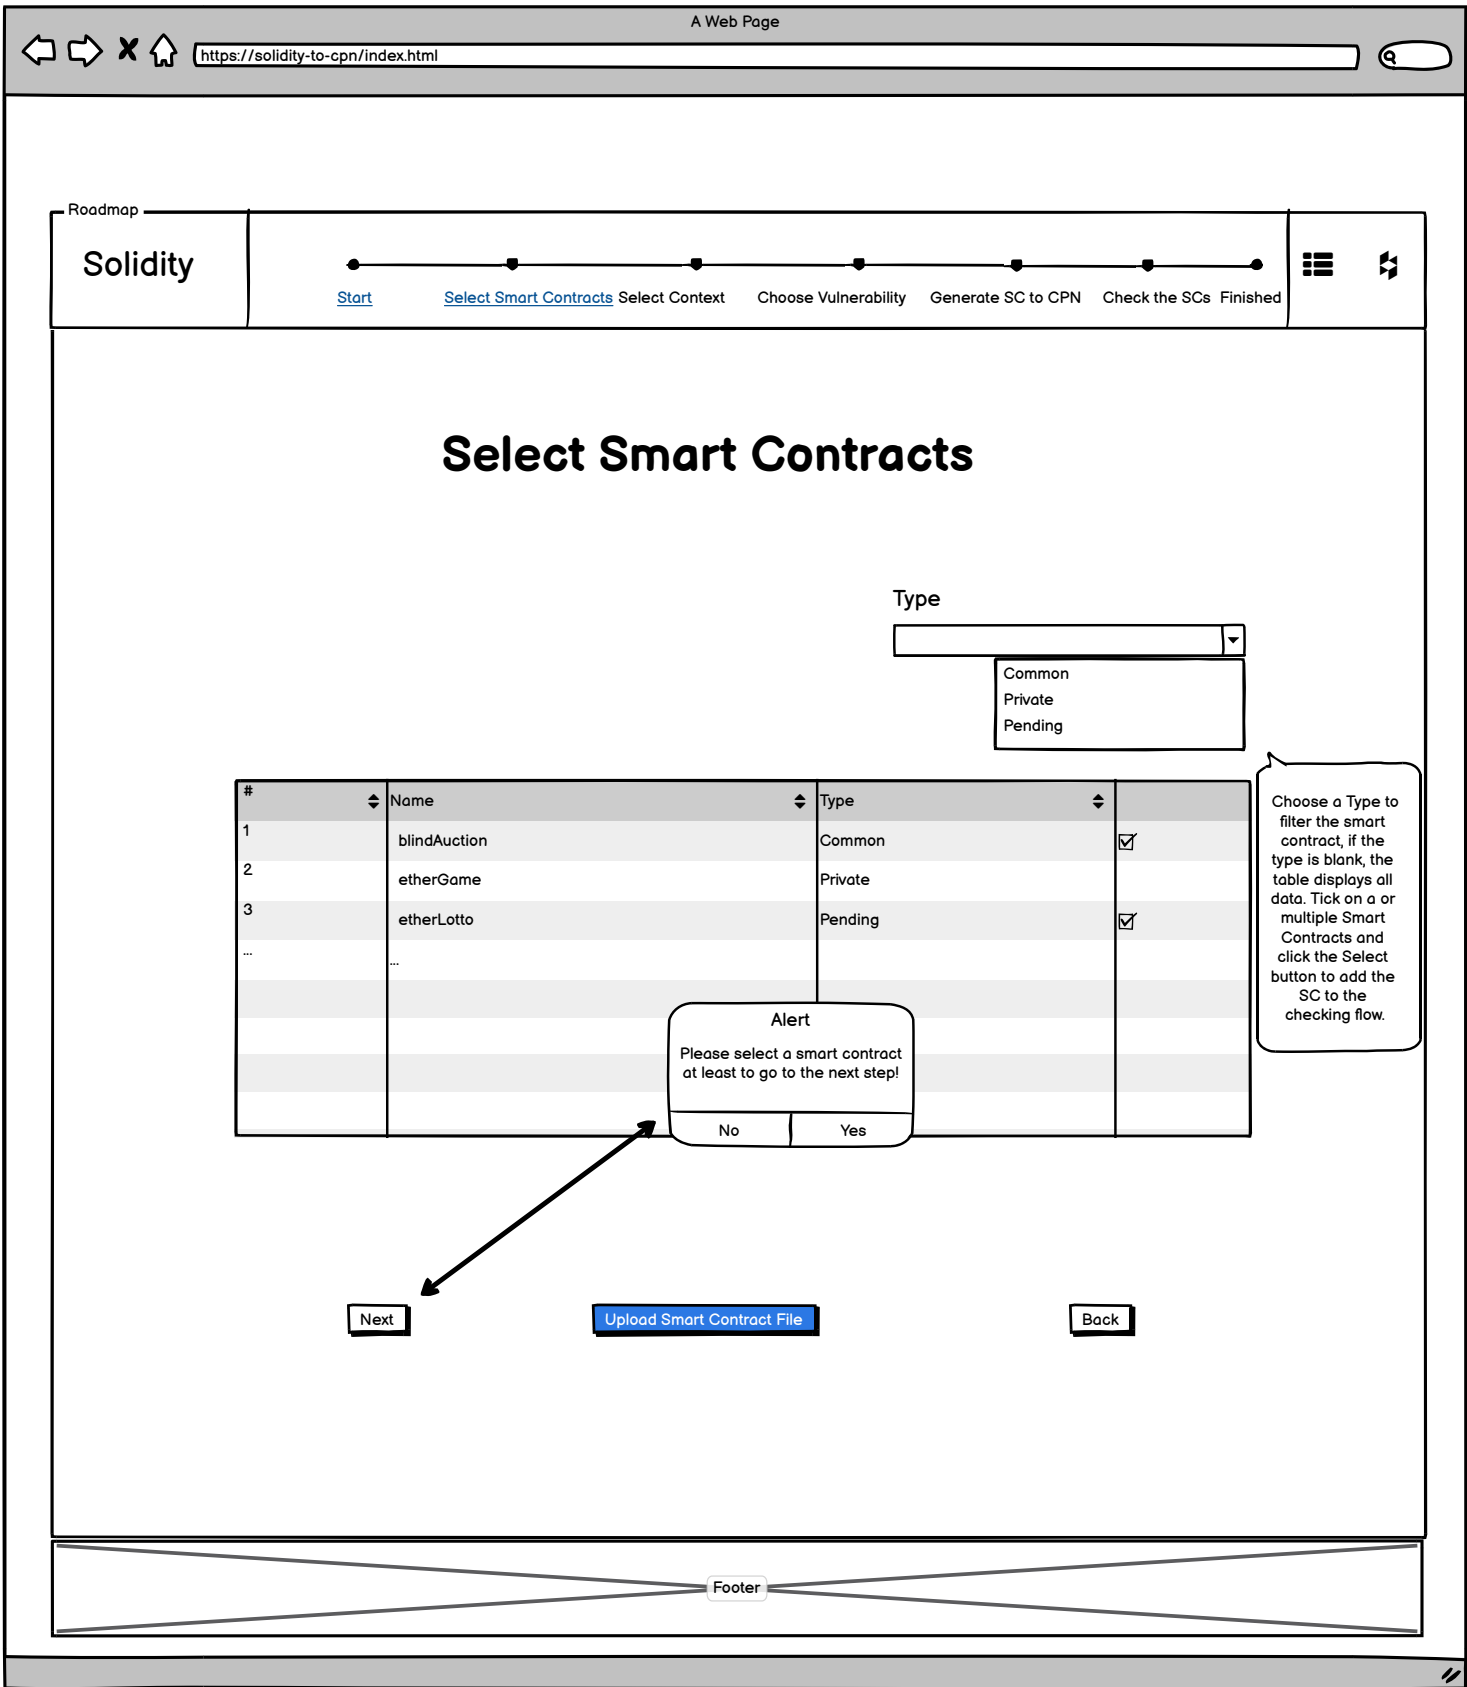 A Web Page
https://solidity-to-cpn/index.html
Roadmap
Solidity
Start
Select Smart Contracts
Select Context
Choose Vulnerability
Generate SC to CPN
Check the SCs
Finished
Select Smart Contracts
Type
Common
Private
Pending
# Name Type
1 blindAuction Common
2 etherGame Private
3 etherLotto Pending
... ...
Choose a Type to
filter the smart
contract, if the
type is blank, the
table displays all
data. Tick on a or
multiple Smart
Contracts and
click the Select
button to add the
SC to the
checking flow.
Alert
Please select a smart contract
at least to go to the next step!
No Yes
Next
Upload Smart Contract File
Back
Footer